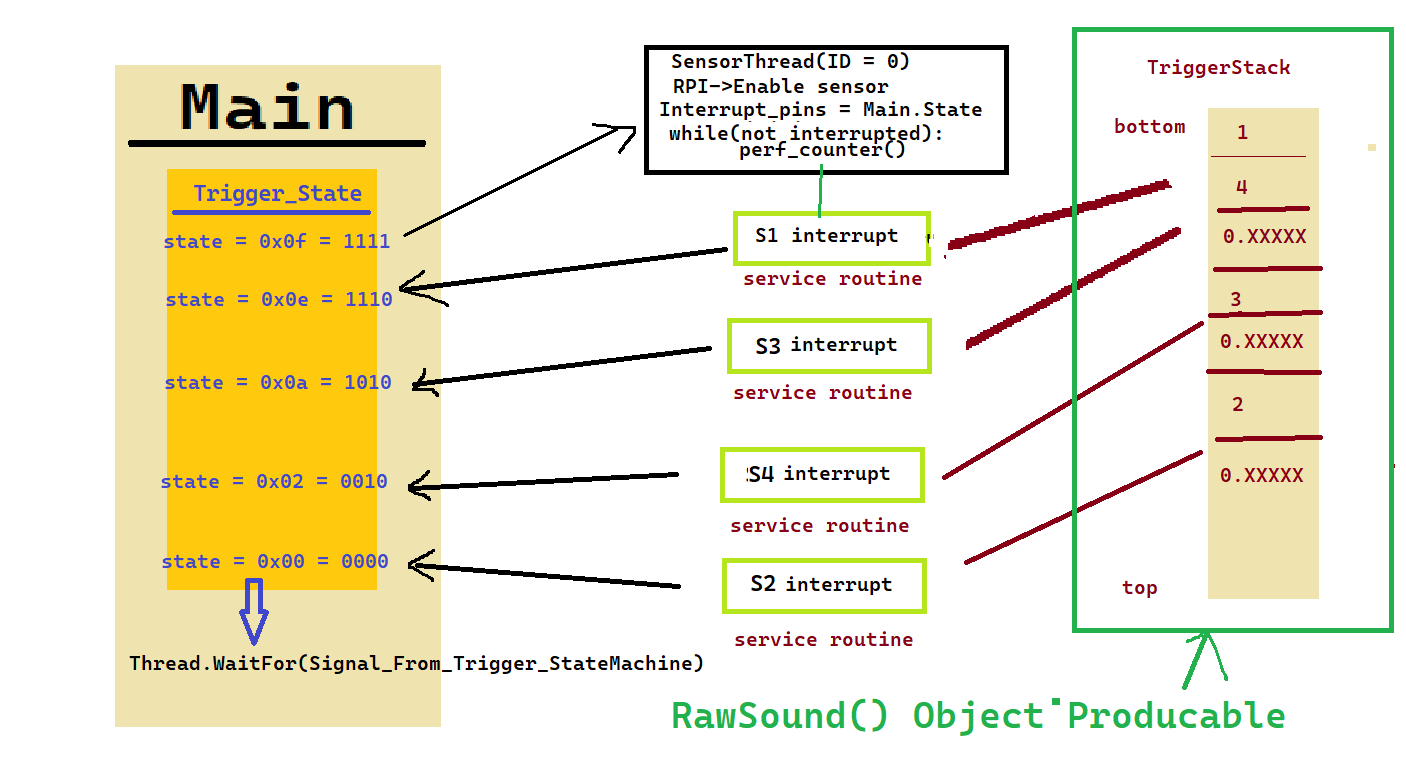 Main
Trigger_State
state = 0x0f = 1111
state = 0x0e = 1110
state = 0x0a = 1010
state = 0x02 = 0010
state = 0x00 = 0000
Thread.WaitFor(Signal_From_Trigger_StateMachine)
SensorThread(ID = 0)
RPI->Enable sensor
Interrupt_pins = Main.State
while(not_interrupted):
perf_counter()
S1 interrupt
service routine
S3 interrupt
service routine
S4 interrupt
service routine
S2 interrupt
service routine
TriggerStack
bottom
1
4
0.XXXXX
3
0.XXXXX
2
0.XXXXX
top
RawSound() Object Producable